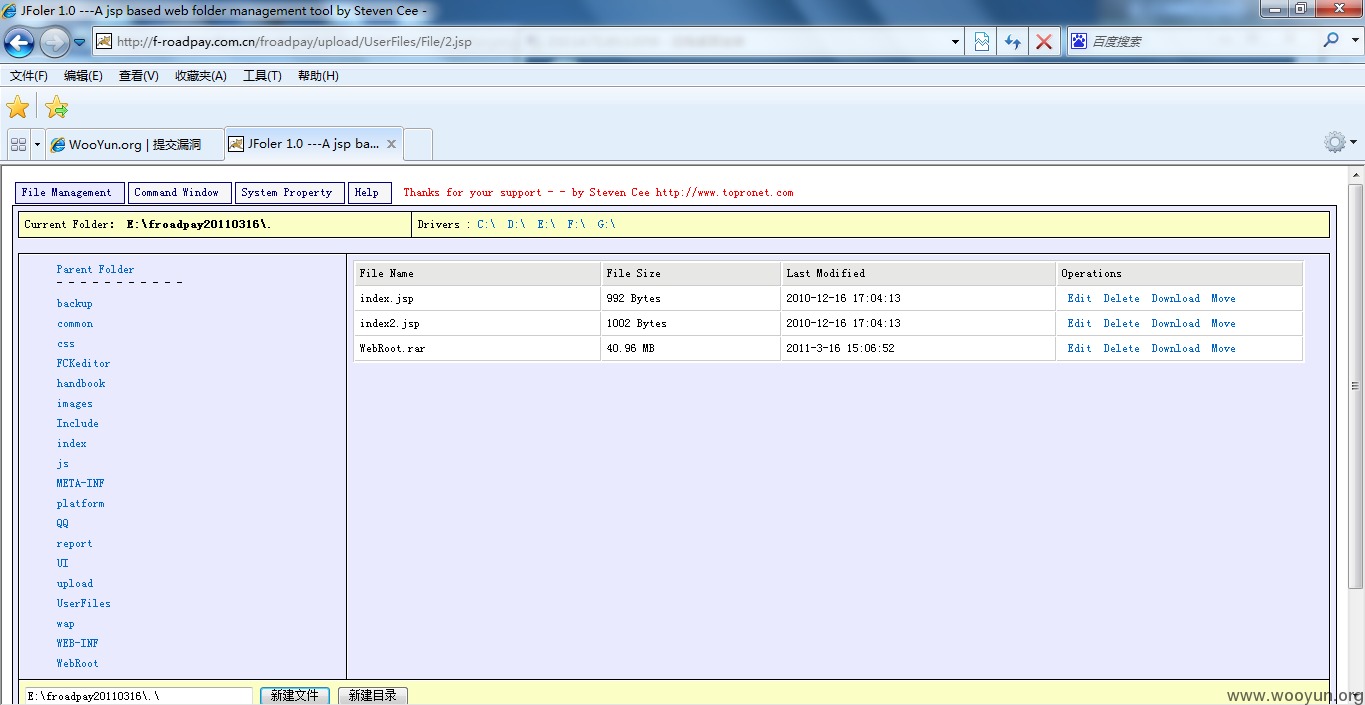 JFoler 1.0 ---A jsp based web folder management tool by Steven Cee -
http://f-roadpay.com.cn/froadpay/upload/UserFiles/File/2.jsp
百度搜索
文件(F) 编辑(E) 查看(V) 收藏夹(A) 工具(T) 帮助(H)
WooYun.org | 提交漏洞
JFoler 1.0 ---A jsp ba...
File Management Command Window System Property Help Thanks for your support - - by Steven Cee http://www.topronet.com
Current Folder: E:\froadpay20110316\. Drivers : C:\ D:\ E:\ F:\ G:\
Parent Folder
- - - - - - - - - - -
backup
common
css
FCKeditor
handbook
images
Include
index
js
META-INF
platform
QQ
report
UI
upload
UserFiles
wap
WEB-INF
WebRoot
File Name File Size Last Modified Operations
index.jsp 992 Bytes 2010-12-16 17:04:13 Edit Delete Download Move
index2.jsp 1002 Bytes 2010-12-16 17:04:13 Edit Delete Download Move
WebRoot.rar 40.96 MB 2011-3-16 15:06:52 Edit Delete Download Move
E:\froadpay20110316\.\ 新建文件 新建目录
www.wooyun.org